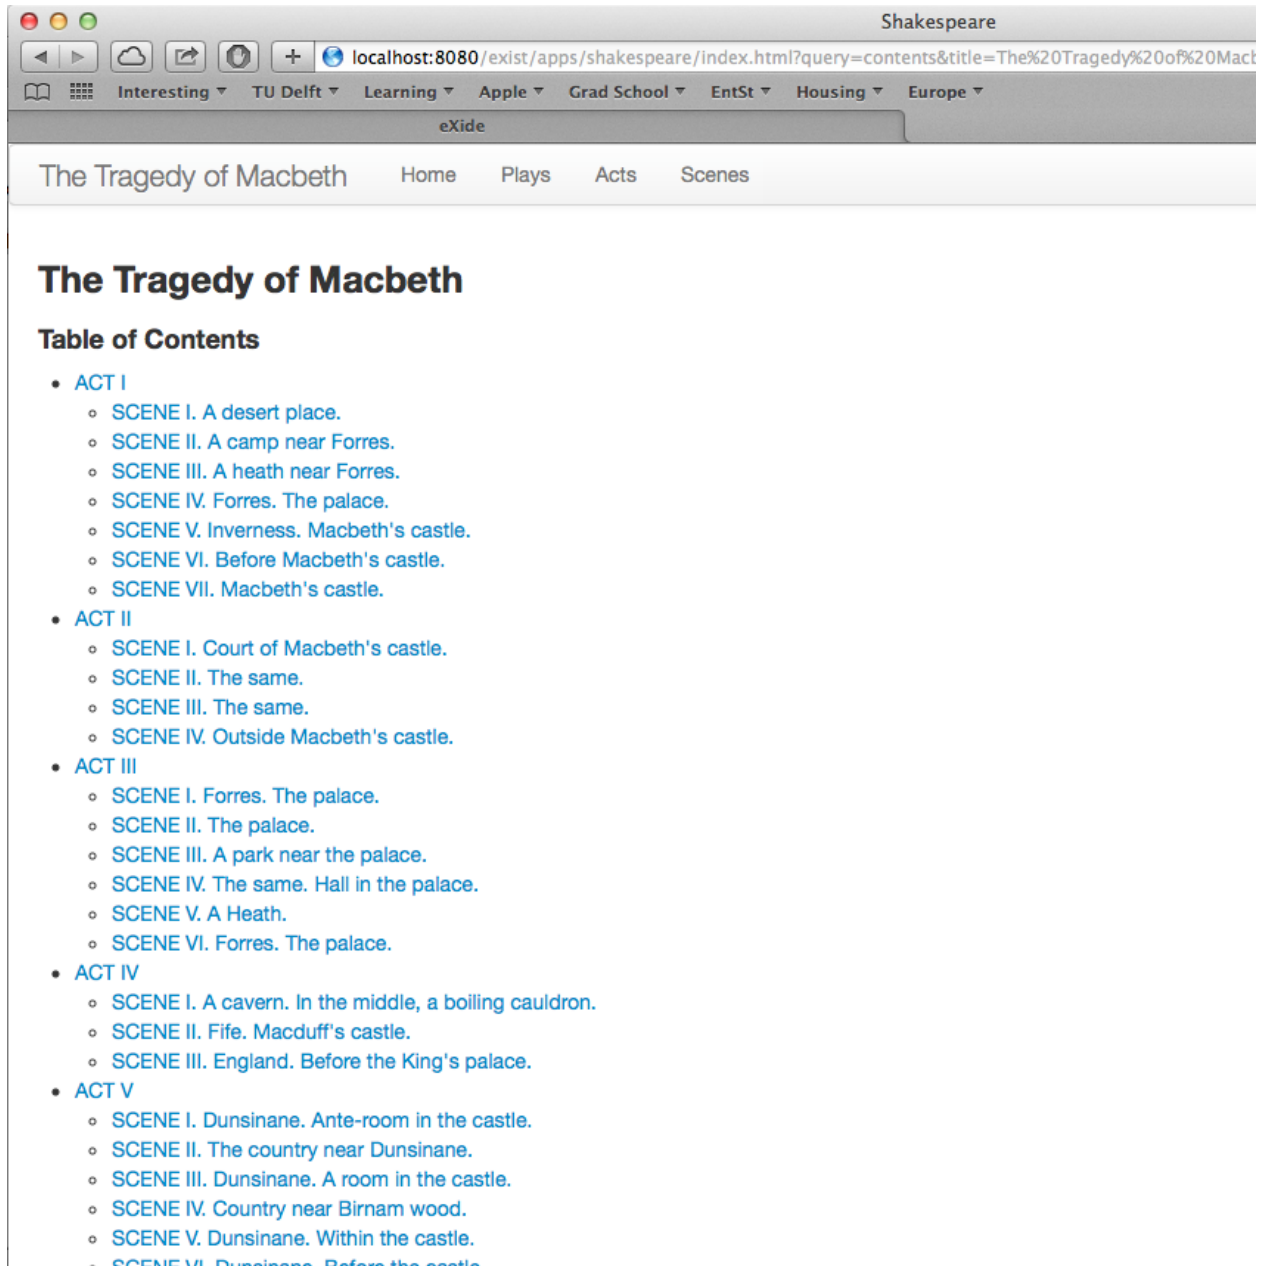 Shakespeare
localhost:8080/exist/apps/shakespeare/index.html?query=contents&title=The%20Tragedy%20of%20Macb
Interesting TU Delft Learning Apple Grad School EntSt Housing Europe
eXide
The Tragedy of Macbeth Home Plays Acts Scenes
The Tragedy of Macbeth
Table of Contents
ACT I
SCENE I. A desert place.
SCENE II. A camp near Forres.
SCENE III. A heath near Forres.
SCENE IV. Forres. The palace.
SCENE V. Inverness. Macbeth's castle.
SCENE VI. Before Macbeth's castle.
SCENE VII. Macbeth's castle.
ACT II
SCENE I. Court of Macbeth's castle.
SCENE II. The same.
SCENE III. The same.
SCENE IV. Outside Macbeth's castle.
ACT III
SCENE I. Forres. The palace.
SCENE II. The palace.
SCENE III. A park near the palace.
SCENE IV. The same. Hall in the palace.
SCENE V. A Heath.
SCENE VI. Forres. The palace.
ACT IV
SCENE I. A cavern. In the middle, a boiling cauldron.
SCENE II. Fife. Macduff's castle.
SCENE III. England. Before the King's palace.
ACT V
SCENE I. Dunsinane. Ante-room in the castle.
SCENE II. The country near Dunsinane.
SCENE III. Dunsinane. A room in the castle.
SCENE IV. Country near Birnam wood.
SCENE V. Dunsinane. Within the castle.
SCENE VI. Dunsinane. Before the castle.